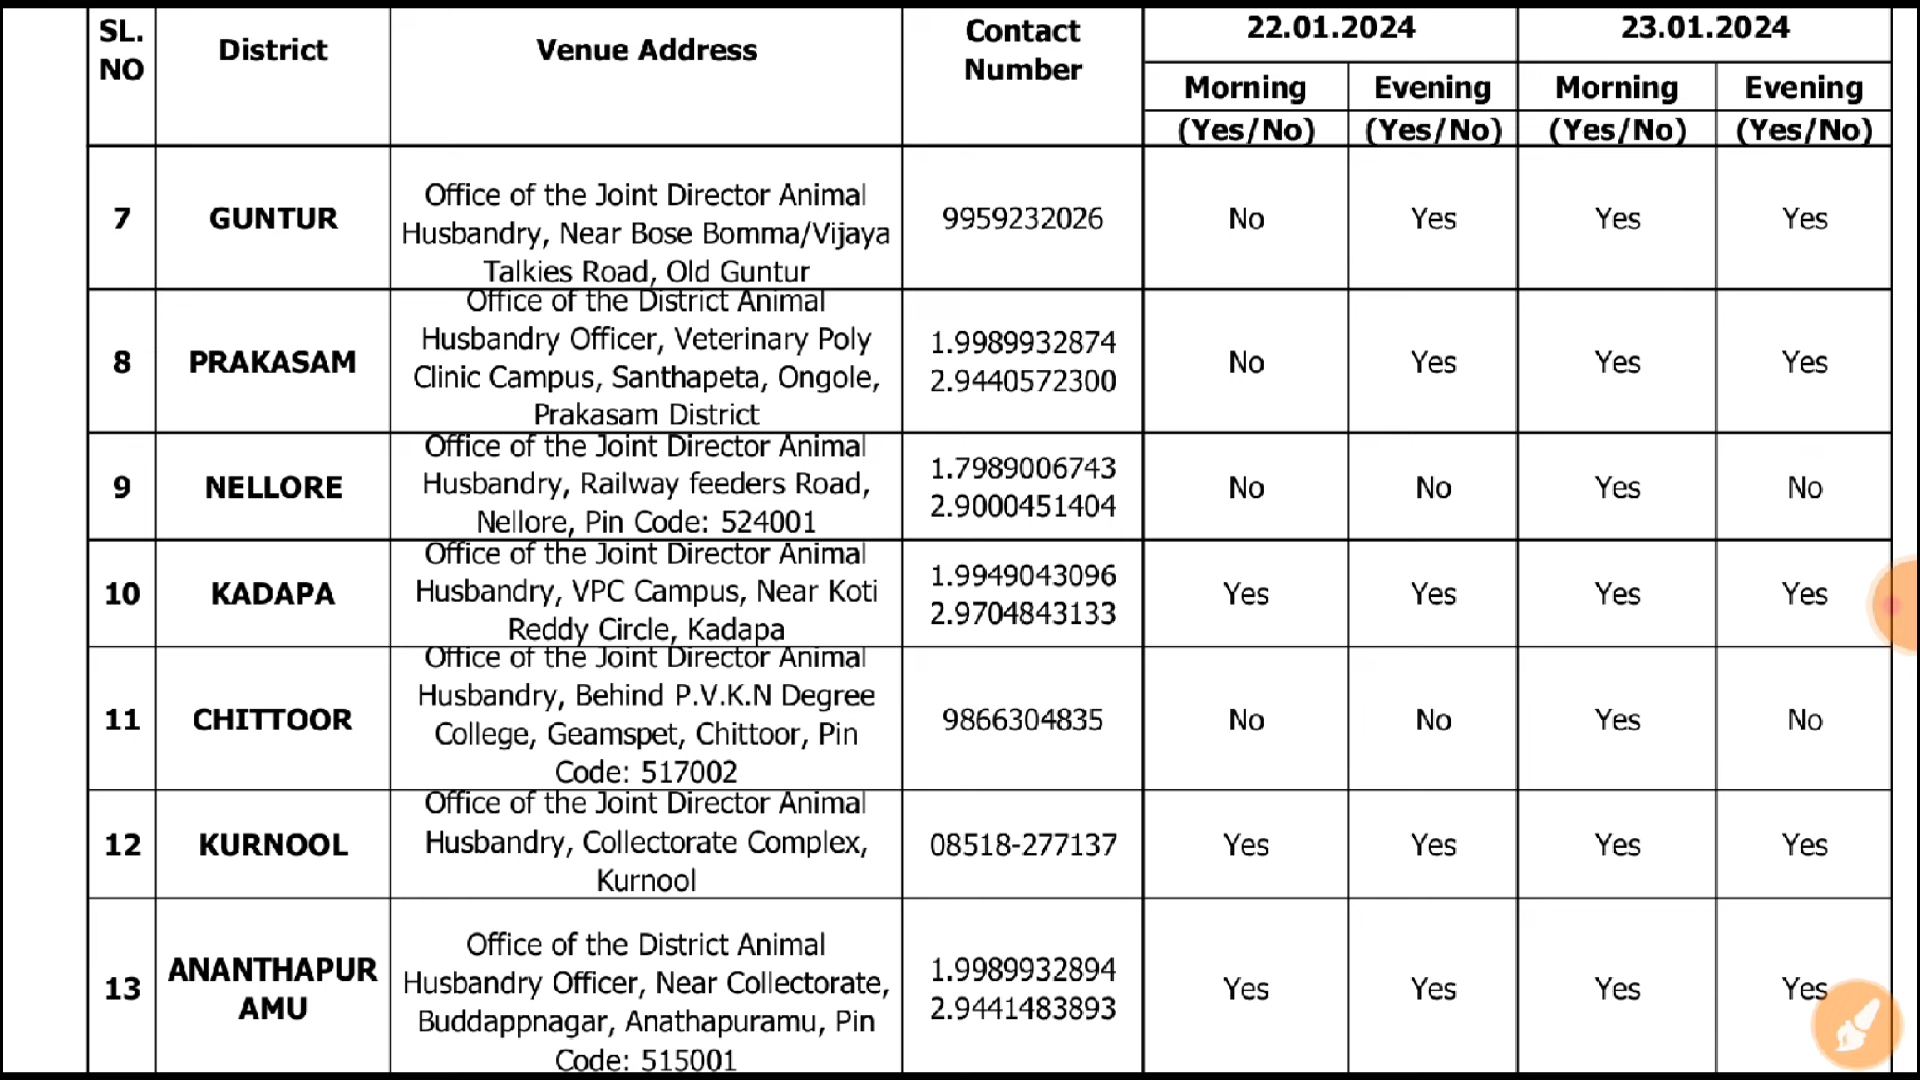 SL. NO
District
Venue Address
Contact Number
22.01.2024
23.01.2024
Morning
Evening
Morning
Evening
(Yes/No)
(Yes/No)
(Yes/No)
(Yes/No)
7
GUNTUR
Office of the Joint Director Animal
Husbandry, Near Bose Bomma/Vijaya
Talkies Road, Old Guntur
9959232026
No
Yes
Yes
Yes
8
PRAKASAM
Office of the District Animal
Husbandry Officer, Veterinary Poly
Clinic Campus, Santhapeta, Ongole,
Prakasam District
1.9989932874
2.9440572300
No
Yes
Yes
Yes
9
NELLORE
Office of the Joint Director Animal
Husbandry, Railway feeders Road,
Nellore, Pin Code: 524001
1.7989006743
2.9000451404
No
No
Yes
No
10
KADAPA
Office of the Joint Director Animal
Husbandry, VPC Campus, Near Koti
Reddy Circle, Kadapa
1.9949043096
2.9704843133
Yes
Yes
Yes
Yes
11
CHITTOOR
Office of the Joint Director Animal
Husbandry, Behind P.V.K.N Degree
College, Geamspet, Chittoor, Pin
Code: 517002
9866304835
No
No
Yes
No
12
KURNOOL
Office of the Joint Director Animal
Husbandry, Collectorate Complex,
Kurnool
08518-277137
Yes
Yes
Yes
Yes
13
ANANTHAPUR
AMU
Office of the District Animal
Husbandry Officer, Near Collectorate,
Buddappnagar, Anathapuramu, Pin
Code: 515001
1.9989932894
2.9441483893
Yes
Yes
Yes
Yes